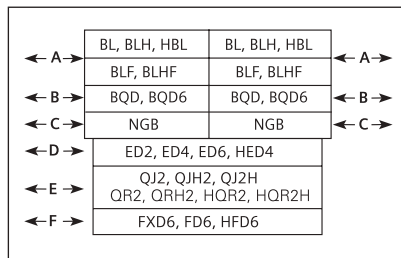 A BL, BLH, HBL BL, BLH, HBL A
BLF, BLHF BLF, BLHF
B BQD, BQD6 BQD, BQD6 B
C NGB NGB C
D ED2, ED4, ED6, HED4
E QJ2, QJH2, QJ2H
QR2, QRH2, HQR2, HQR2H
F FXD6, FD6, HFD6